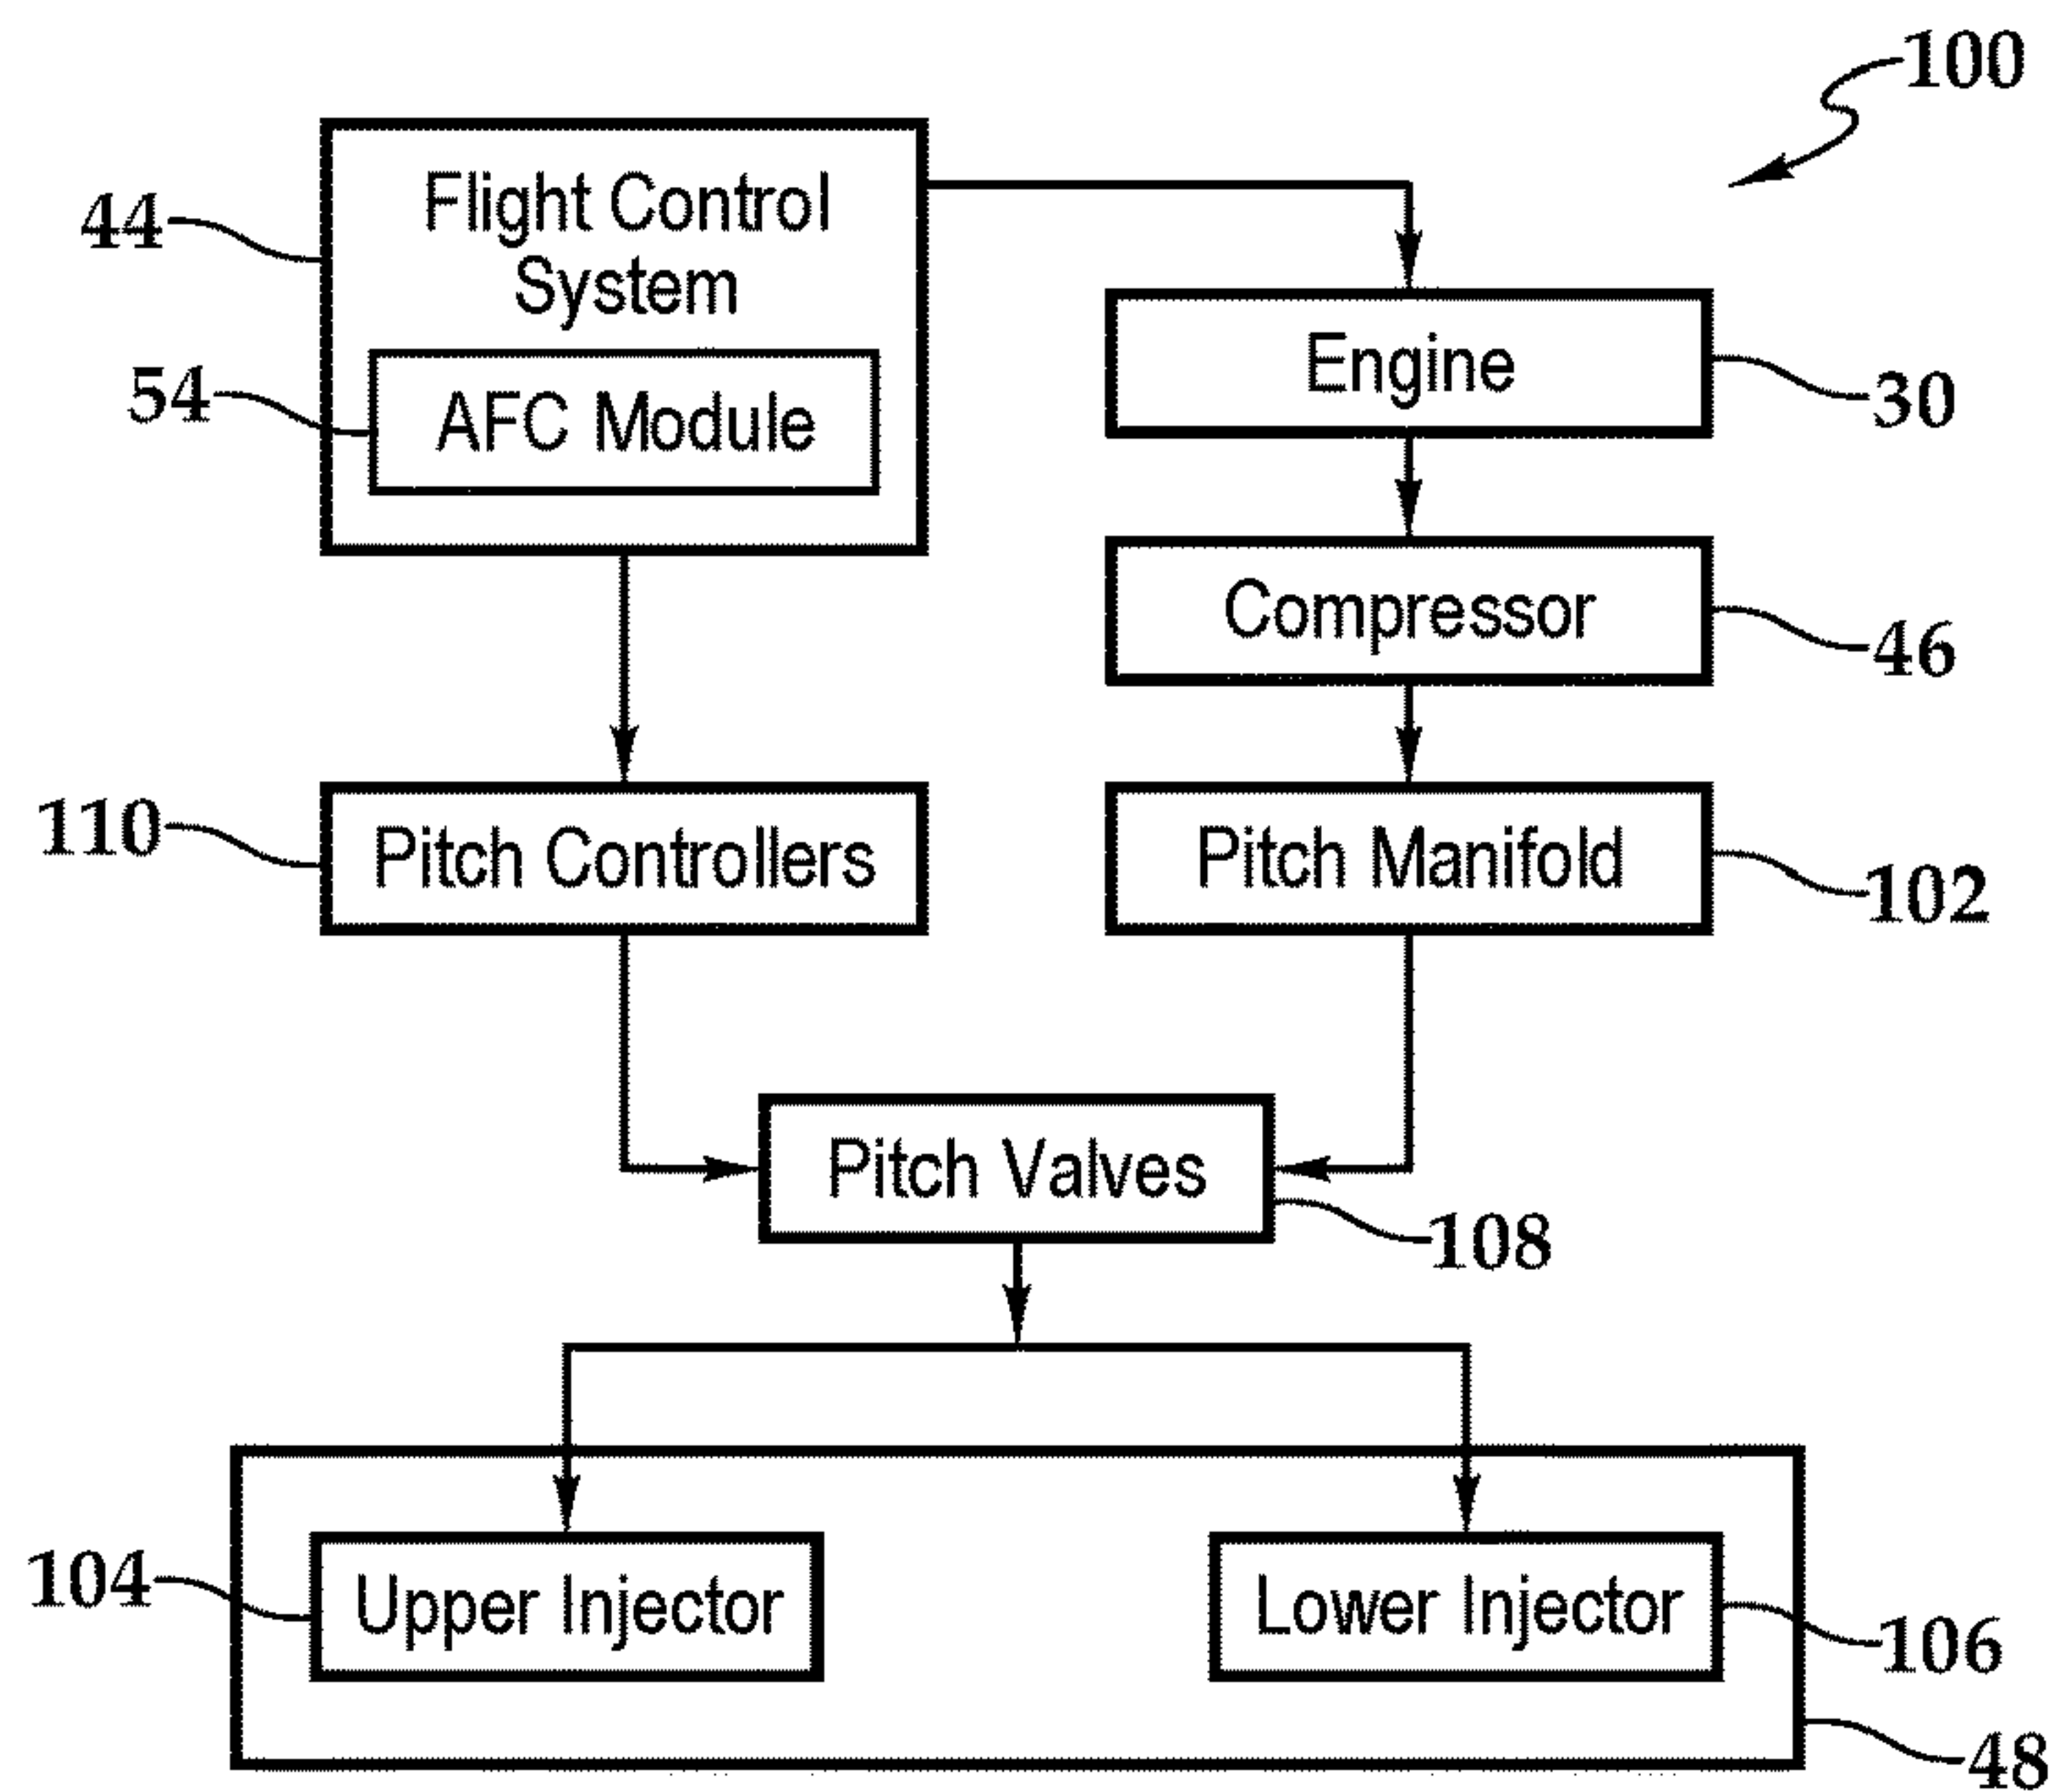 100
44
Flight Control
System
54
AFC Module
Engine
30
Compressor
46
110
Pitch Controllers
Pitch Manifold
102
Pitch Valves
108
104
Upper Injector
Lower Injector
106
48